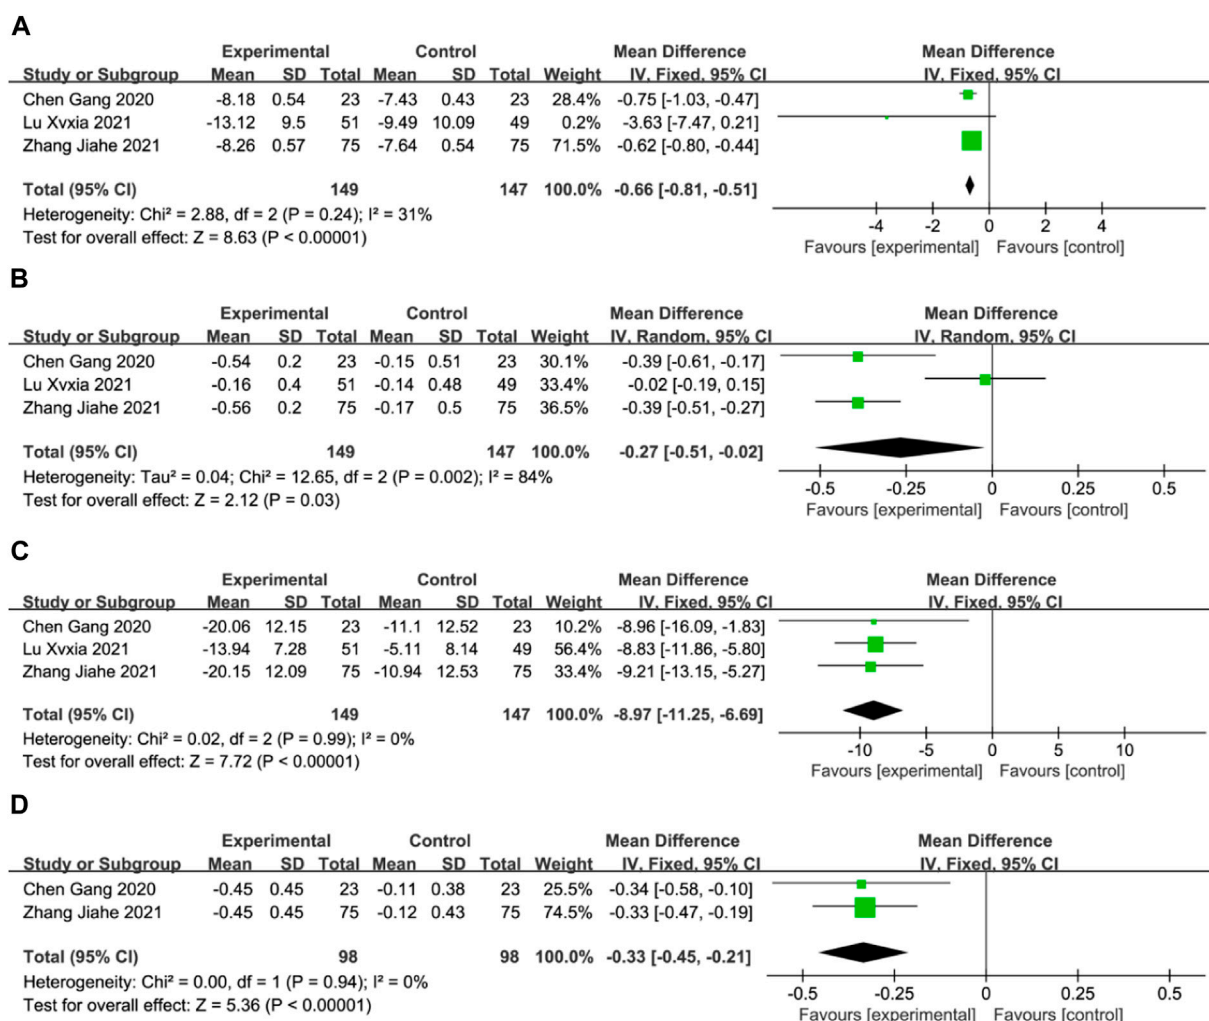 A
Experimental Control Mean Difference Mean Difference
Study or Subgroup Mean SD Total Mean SD Total Weight IV, Fixed, 95% CI IV, Fixed, 95% CI
Chen Gang 2020 -8.18 0.54 23 -7.43 0.43 23 28.4% -0.75 [-1.03, -0.47]
Lu Xvxia 2021 -13.12 9.5 51 -9.49 10.09 49 0.2% -3.63 [-7.47, 0.21]
Zhang Jiahe 2021 -8.26 0.57 75 -7.64 0.54 75 71.5% -0.62 [-0.80, -0.44]
Total (95% CI) 149 147 100.0% -0.66 [-0.81, -0.51]
Heterogeneity: Chi² = 2.88, df = 2 (P = 0.24); I² = 31%
Test for overall effect: Z = 8.63 (P < 0.00001)
-4 -2 0 2 4
Favours [experimental] Favours [control]
B
Experimental Control Mean Difference Mean Difference
Study or Subgroup Mean SD Total Mean SD Total Weight IV, Random, 95% CI IV, Random, 95% CI
Chen Gang 2020 -0.54 0.2 23 -0.15 0.51 23 30.1% -0.39 [-0.61, -0.17]
Lu Xvxia 2021 -0.16 0.4 51 -0.14 0.48 49 33.4% -0.02 [-0.19, 0.15]
Zhang Jiahe 2021 -0.56 0.2 75 -0.17 0.5 75 36.5% -0.39 [-0.51, -0.27]
Total (95% CI) 149 147 100.0% -0.27 [-0.51, -0.02]
Heterogeneity: Tau² = 0.04; Chi² = 12.65, df = 2 (P = 0.002); I² = 84%
Test for overall effect: Z = 2.12 (P = 0.03)
-0.5 -0.25 0 0.25 0.5
Favours [experimental] Favours [control]
C
Experimental Control Mean Difference Mean Difference
Study or Subgroup Mean SD Total Mean SD Total Weight IV, Fixed, 95% CI IV, Fixed, 95% CI
Chen Gang 2020 -20.06 12.15 23 -11.1 12.52 23 10.2% -8.96 [-16.09, -1.83]
Lu Xvxia 2021 -13.94 7.28 51 -5.11 8.14 49 56.4% -8.83 [-11.86, -5.80]
Zhang Jiahe 2021 -20.15 12.09 75 -10.94 12.53 75 33.4% -9.21 [-13.15, -5.27]
Total (95% CI) 149 147 100.0% -8.97 [-11.25, -6.69]
Heterogeneity: Chi² = 0.02, df = 2 (P = 0.99); I² = 0%
Test for overall effect: Z = 7.72 (P < 0.00001)
-10 -5 0 5 10
Favours [experimental] Favours [control]
D
Experimental Control Mean Difference Mean Difference
Study or Subgroup Mean SD Total Mean SD Total Weight IV, Fixed, 95% CI IV, Fixed, 95% CI
Chen Gang 2020 -0.45 0.45 23 -0.11 0.38 23 25.5% -0.34 [-0.58, -0.10]
Zhang Jiahe 2021 -0.45 0.45 75 -0.12 0.43 75 74.5% -0.33 [-0.47, -0.19]
Total (95% CI) 98 98 100.0% -0.33 [-0.45, -0.21]
Heterogeneity: Chi² = 0.00, df = 1 (P = 0.94); I² = 0%
Test for overall effect: Z = 5.36 (P < 0.00001)
-0.5 -0.25 0 0.25 0.5
Favours [experimental] Favours [control]